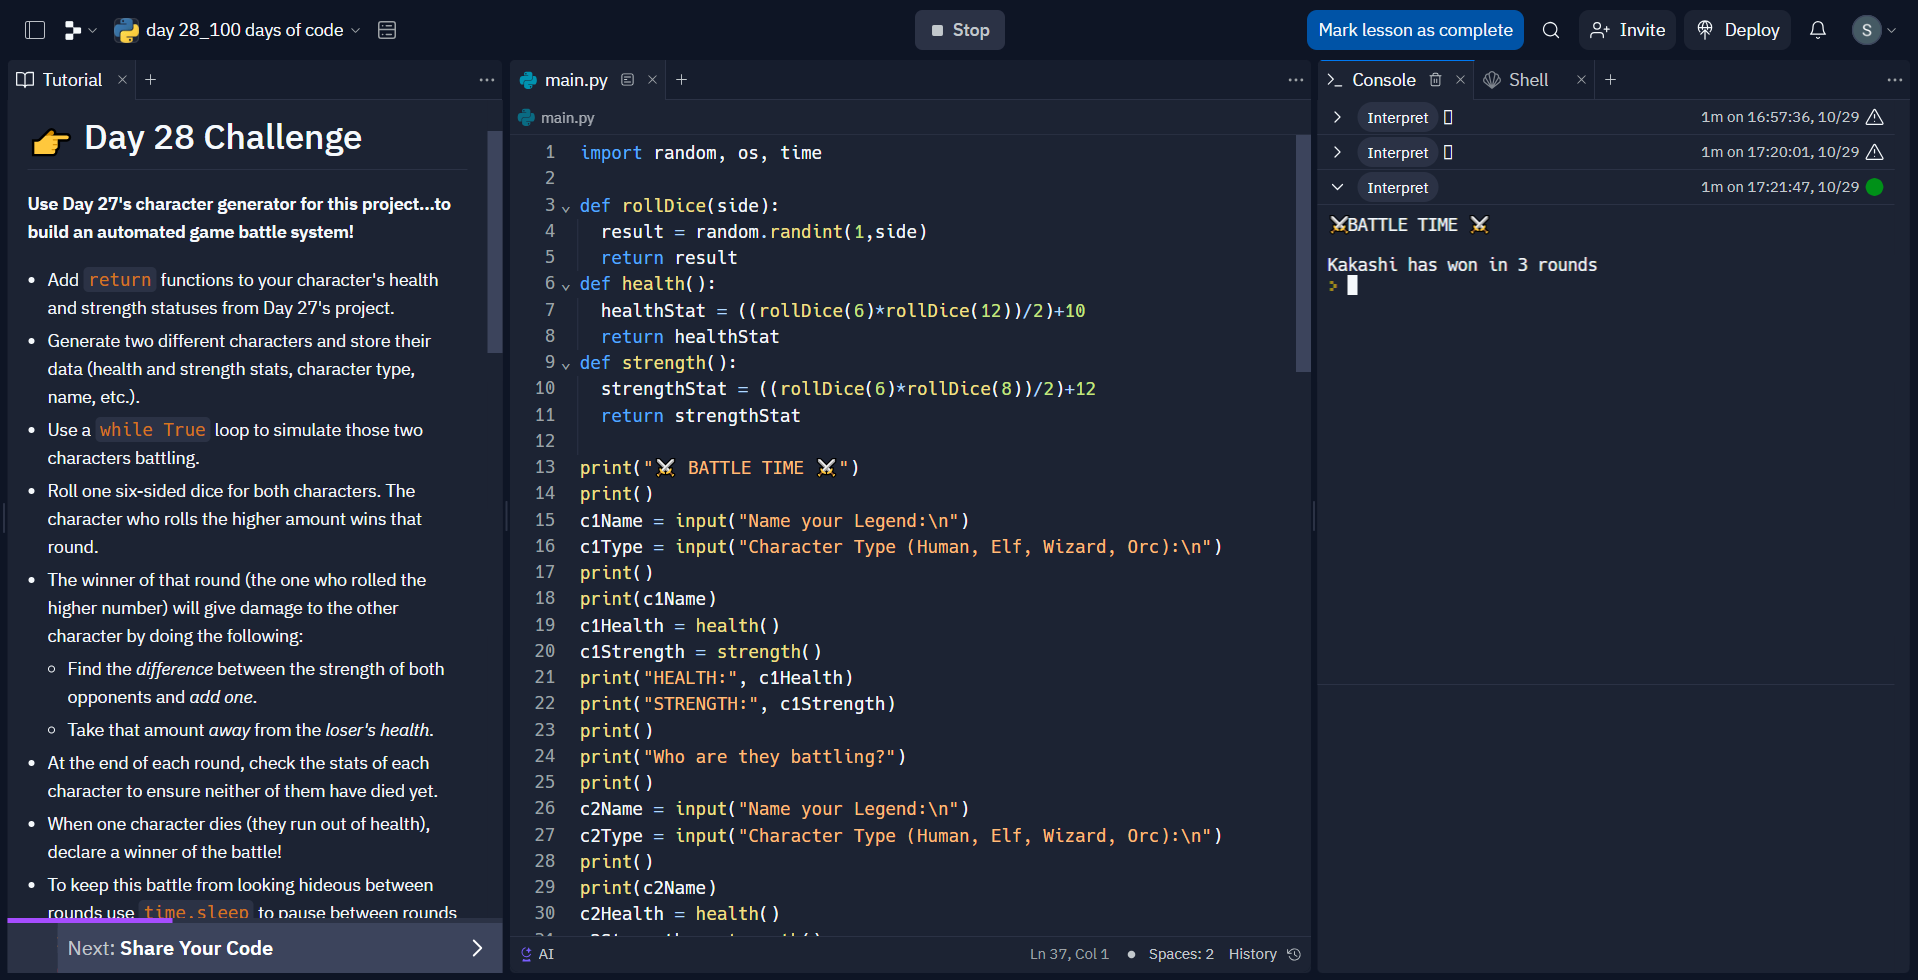 day 28_100 days of code
Stop
Mark lesson as complete
Invite
Deploy
S
Tutorial
👉 Day 28 Challenge
Use Day 27's character generator for this project...to
build an automated game battle system!
• Add return functions to your character's health
and strength statuses from Day 27's project.
• Generate two different characters and store their
data (health and strength stats, character type,
name, etc.).
• Use a while True loop to simulate those two
characters battling.
• Roll one six-sided dice for both characters. The
character who rolls the higher amount wins that
round.
• The winner of that round (the one who rolled the
higher number) will give damage to the other
character by doing the following:
◦ Find the difference between the strength of both
opponents and add one.
◦ Take that amount away from the loser's health.
• At the end of each round, check the stats of each
character to ensure neither of them have died yet.
• When one character dies (they run out of health),
declare a winner of the battle!
• To keep this battle from looking hideous between
rounds use time.sleep to pause between rounds
Next: Share Your Code
main.py
main.py
1 import random, os, time
2
3 def rollDice(side):
4   result = random.randint(1,side)
5   return result
6 def health():
7   healthStat = ((rollDice(6)*rollDice(12))/2)+10
8   return healthStat
9 def strength():
10   strengthStat = ((rollDice(6)*rollDice(8))/2)+12
11   return strengthStat
12
13 print("⚔️ BATTLE TIME ⚔️")
14 print()
15 c1Name = input("Name your Legend:\n")
16 c1Type = input("Character Type (Human, Elf, Wizard, Orc):\n")
17 print()
18 print(c1Name)
19 c1Health = health()
20 c1Strength = strength()
21 print("HEALTH:", c1Health)
22 print("STRENGTH:", c1Strength)
23 print()
24 print("Who are they battling?")
25 print()
26 c2Name = input("Name your Legend:\n")
27 c2Type = input("Character Type (Human, Elf, Wizard, Orc):\n")
28 print()
29 print(c2Name)
30 c2Health = health()
AI
Ln 37, Col 1 • Spaces: 2 History
Console
Shell
Interpret 1m on 16:57:36, 10/29
Interpret 1m on 17:20:01, 10/29
Interpret 1m on 17:21:47, 10/29
⚔️BATTLE TIME ⚔️
Kakashi has won in 3 rounds
>